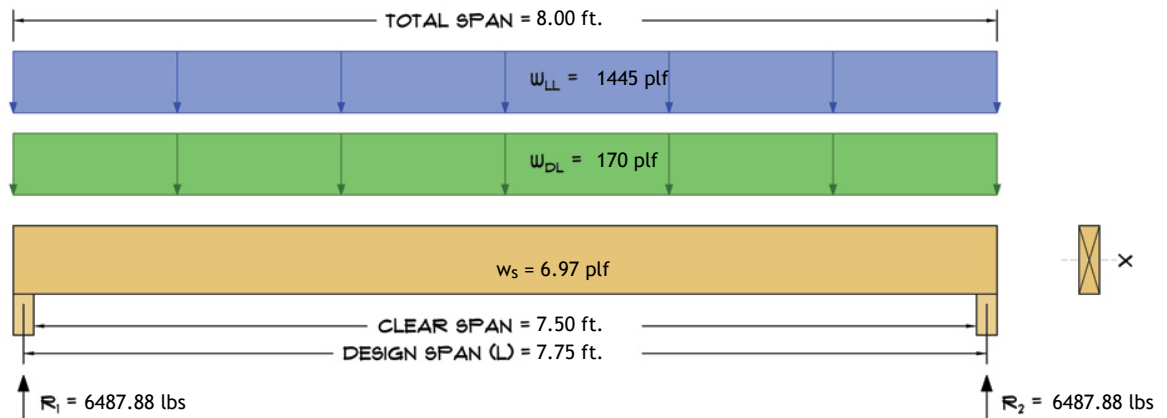 TOTAL SPAN = 8.00 ft.
WLL = 1445 plf
WDL = 170 plf
ws = 6.97 plf
X
CLEAR SPAN = 7.50 ft.
DESIGN SPAN (L) = 7.75 ft.
R1 = 6487.88 lbs
R2 = 6487.88 lbs